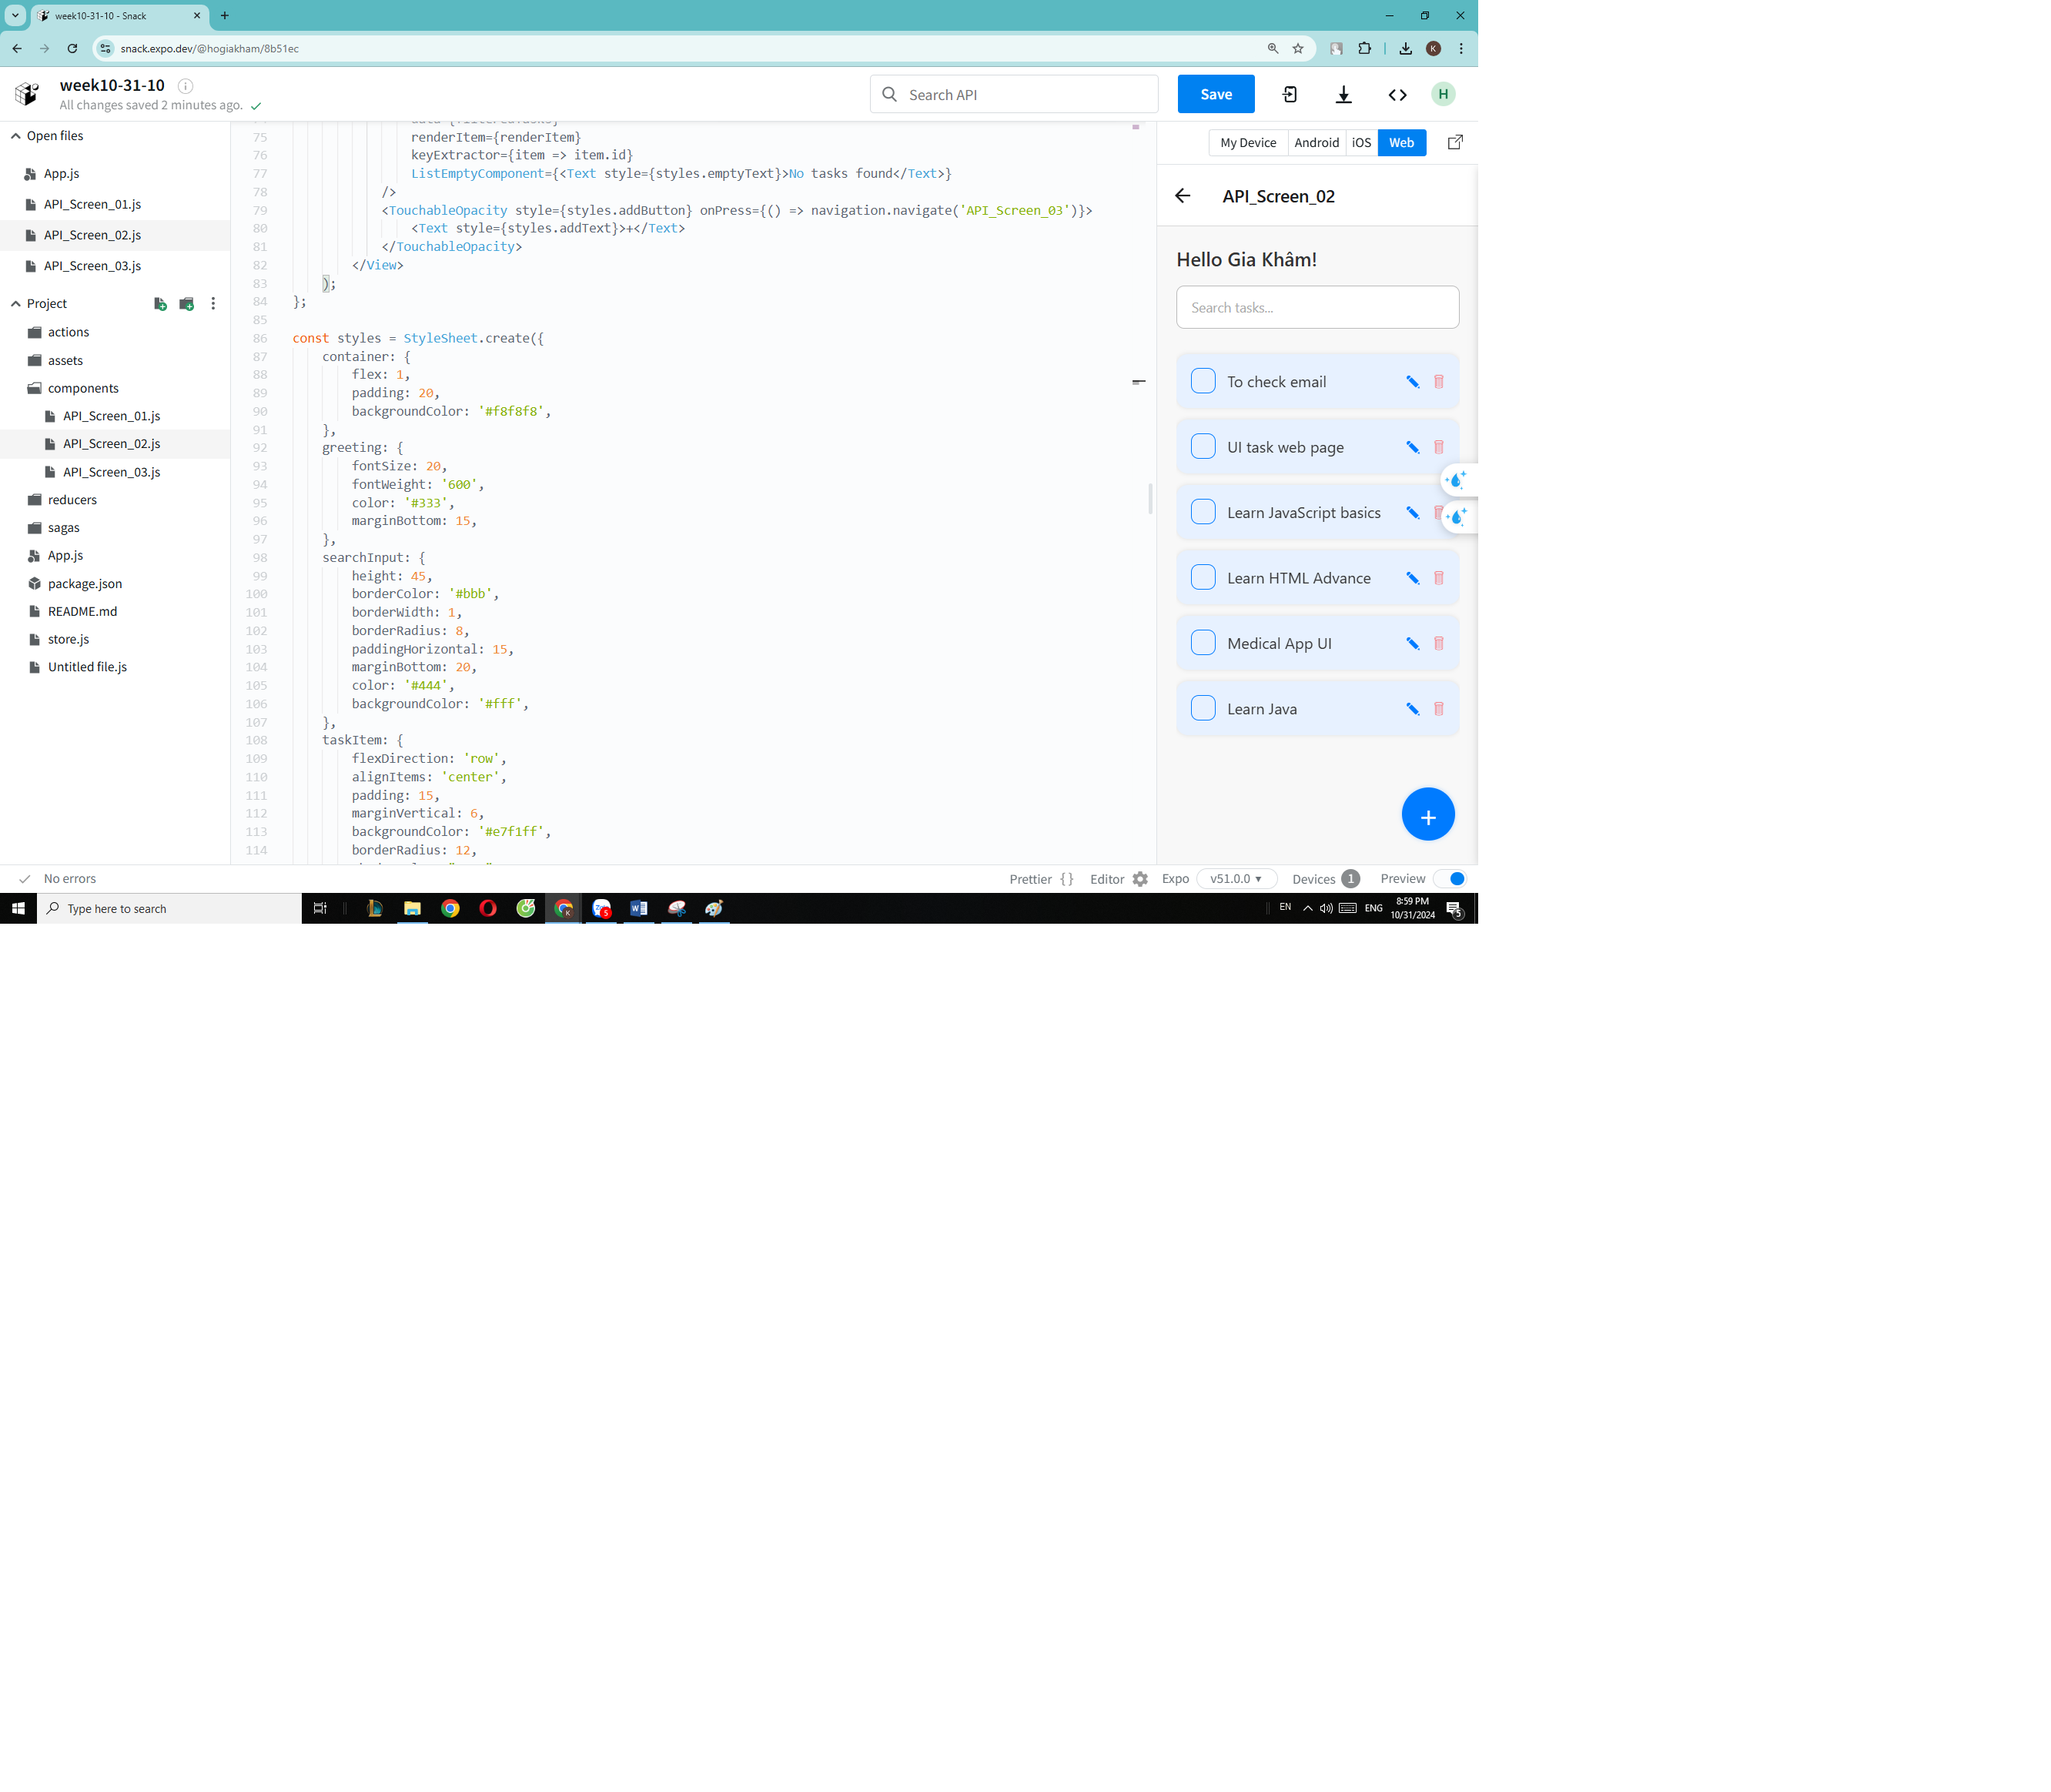 week10-31-10 - Snack
snack.expo.dev/@hogiakham/8b51ec
K
week10-31-10
All changes saved 2 minutes ago.
Search API
Save
H
Open files
App.js
API_Screen_01.js
API_Screen_02.js
API_Screen_03.js
Project
actions
assets
components
API_Screen_01.js
API_Screen_02.js
API_Screen_03.js
reducers
sagas
App.js
package.json
README.md
store.js
Untitled file.js
75 renderItem={renderItem}
76 keyExtractor={item => item.id}
77 ListEmptyComponent={<Text style={styles.emptyText}>No tasks found</Text>}
78 />
79 <TouchableOpacity style={styles.addButton} onPress={() => navigation.navigate('API_Screen_03')}>
80 <Text style={styles.addText}>+</Text>
81 </TouchableOpacity>
82 </View>
83 );
84 };
85
86 const styles = StyleSheet.create({
87 container: {
88 flex: 1,
89 padding: 20,
90 backgroundColor: '#f8f8f8',
91 },
92 greeting: {
93 fontSize: 20,
94 fontWeight: '600',
95 color: '#333',
96 marginBottom: 15,
97 },
98 searchInput: {
99 height: 45,
100 borderColor: '#bbb',
101 borderWidth: 1,
102 borderRadius: 8,
103 paddingHorizontal: 15,
104 marginBottom: 20,
105 color: '#444',
106 backgroundColor: '#fff',
107 },
108 taskItem: {
109 flexDirection: 'row',
110 alignItems: 'center',
111 padding: 15,
112 marginVertical: 6,
113 backgroundColor: '#e7f1ff',
114 borderRadius: 12,
My Device Android iOS Web
API_Screen_02
Hello Gia Khâm!
Search tasks...
To check email
UI task web page
Learn JavaScript basics
Learn HTML Advance
Medical App UI
Learn Java
+
No errors
Prettier {} Editor Expo v51.0.0 Devices 1 Preview
Type here to search
EN ENG
8:59 PM
10/31/2024
5